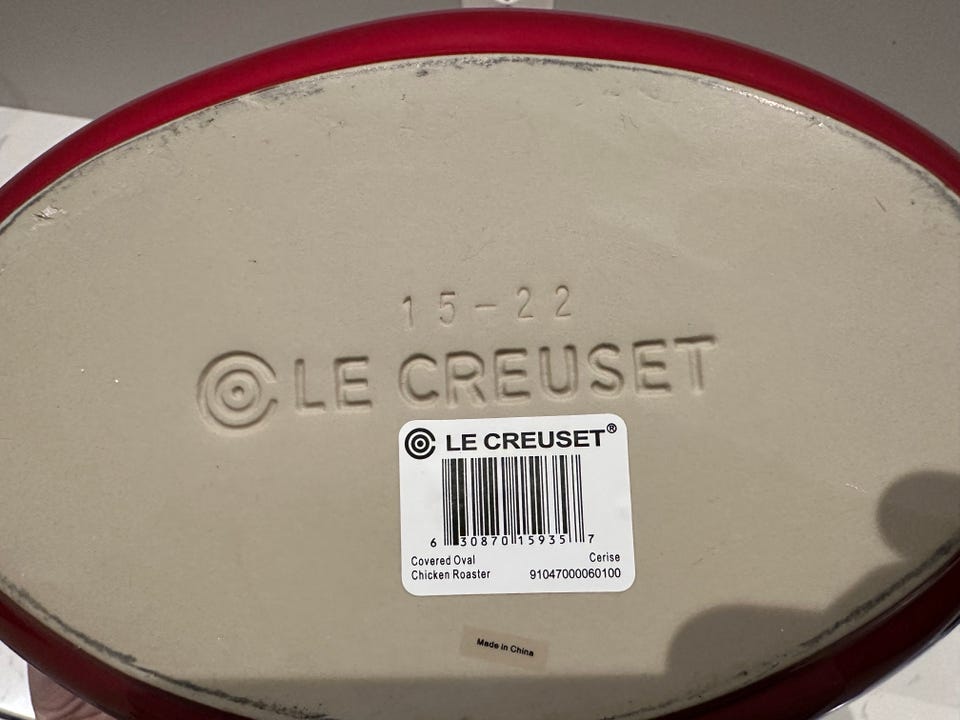 15-22
LE CREUSET
LE CREUSET®
6 30870 15935 7
Covered Oval Cerise
Chicken Roaster 91047000060100
Made in China